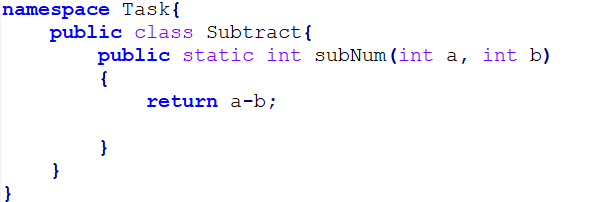 namespace Task{
public class Subtract{
public static int subNum(int a, int b)
{
return a-b;
}
}
}